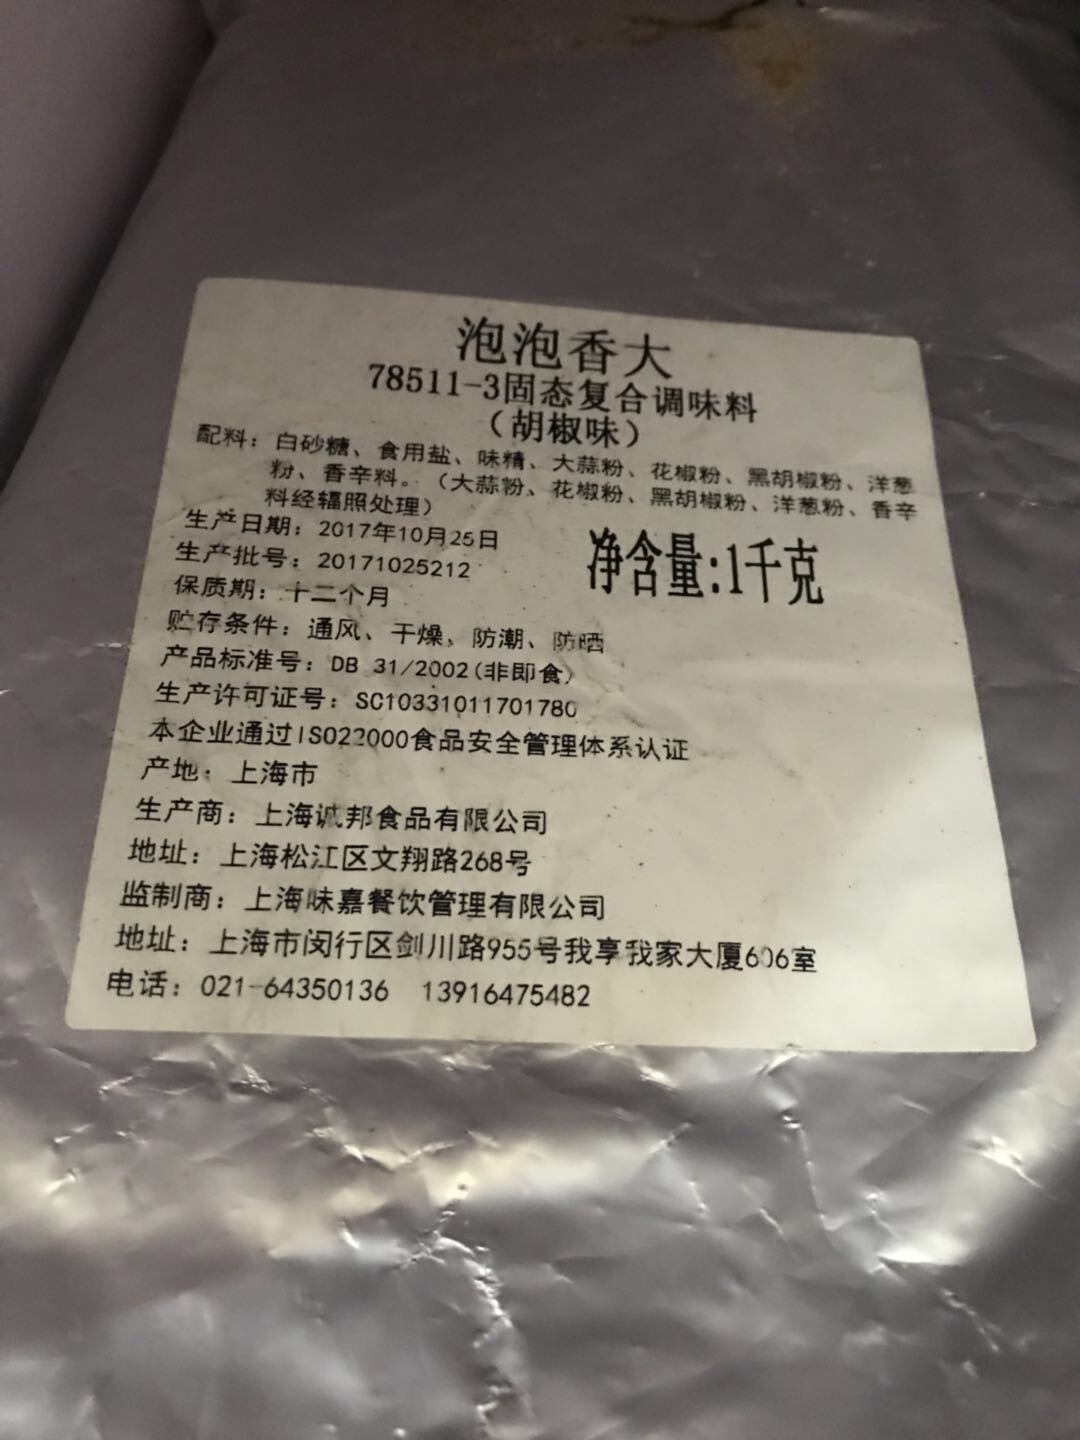 泡泡香大
78511-3固态复合调味料
（胡椒味）
配料：白砂糖、食用盐、味精、大蒜粉、花椒粉、黑胡椒粉、洋葱
粉、香辛料。（大蒜粉、花椒粉、黑胡椒粉、洋葱粉、香辛
料经辐照处理）
生产日期：2017年10月25日
净含量:1千克
生产批号：20171025212
保质期：十二个月
贮存条件：通风、干燥、防潮、防晒
产品标准号：DB 31/2002(非即食)
生产许可证号：SC10331011701780
本企业通过ISO22000食品安全管理体系认证
产地：上海市
生产商：上海诚邦食品有限公司
地址：上海松江区文翔路268号
监制商：上海味嘉餐饮管理有限公司
地址：上海市闵行区剑川路955号我享我家大厦606室
电话：021-64350136 13916475482